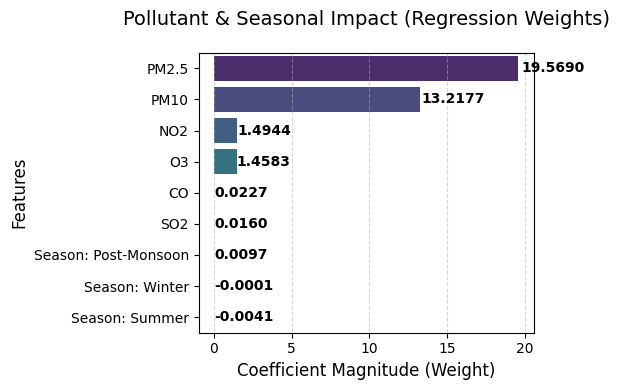 Pollutant & Seasonal Impact (Regression Weights)
Features
PM2.5 19.5690
PM10 13.2177
NO2 1.4944
O3 1.4583
CO 0.0227
SO2 0.0160
Season: Post-Monsoon 0.0097
Season: Winter -0.0001
Season: Summer -0.0041
0 5 10 15 20
Coefficient Magnitude (Weight)